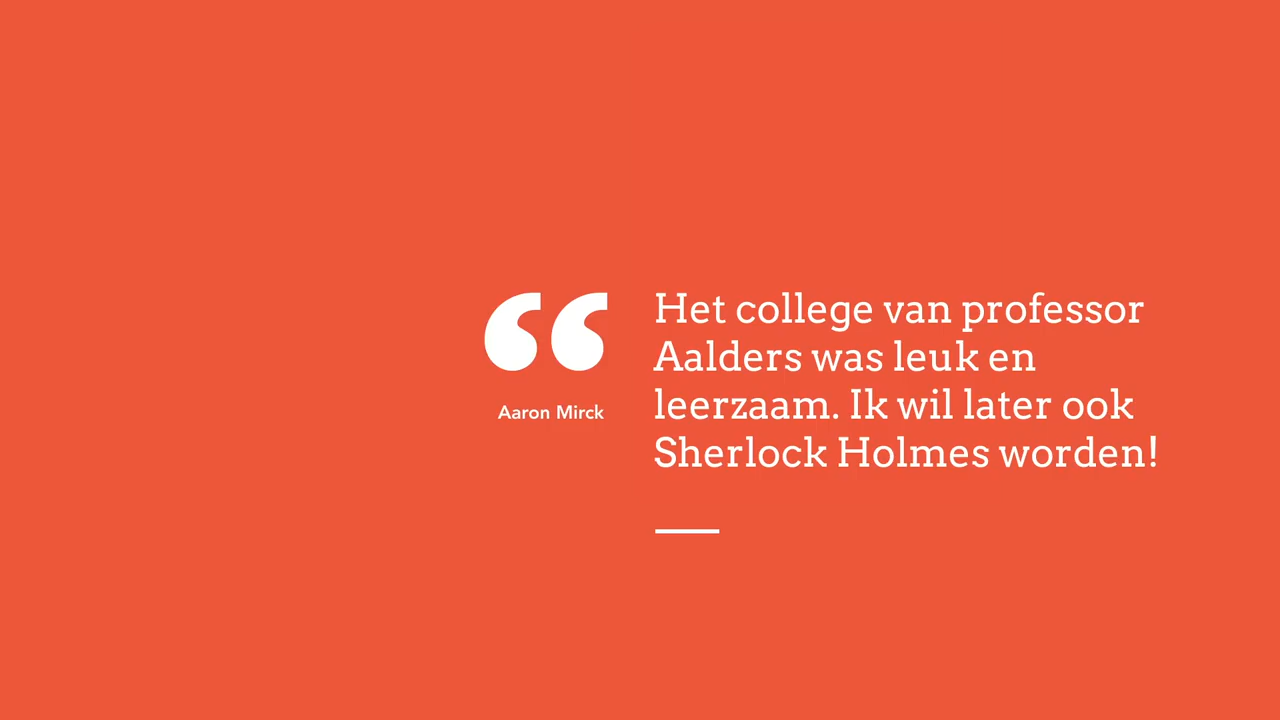 “
Aaron Mirck
Het college van professor
Aalders was leuk en
leerzaam. Ik wil later ook
Sherlock Holmes worden!